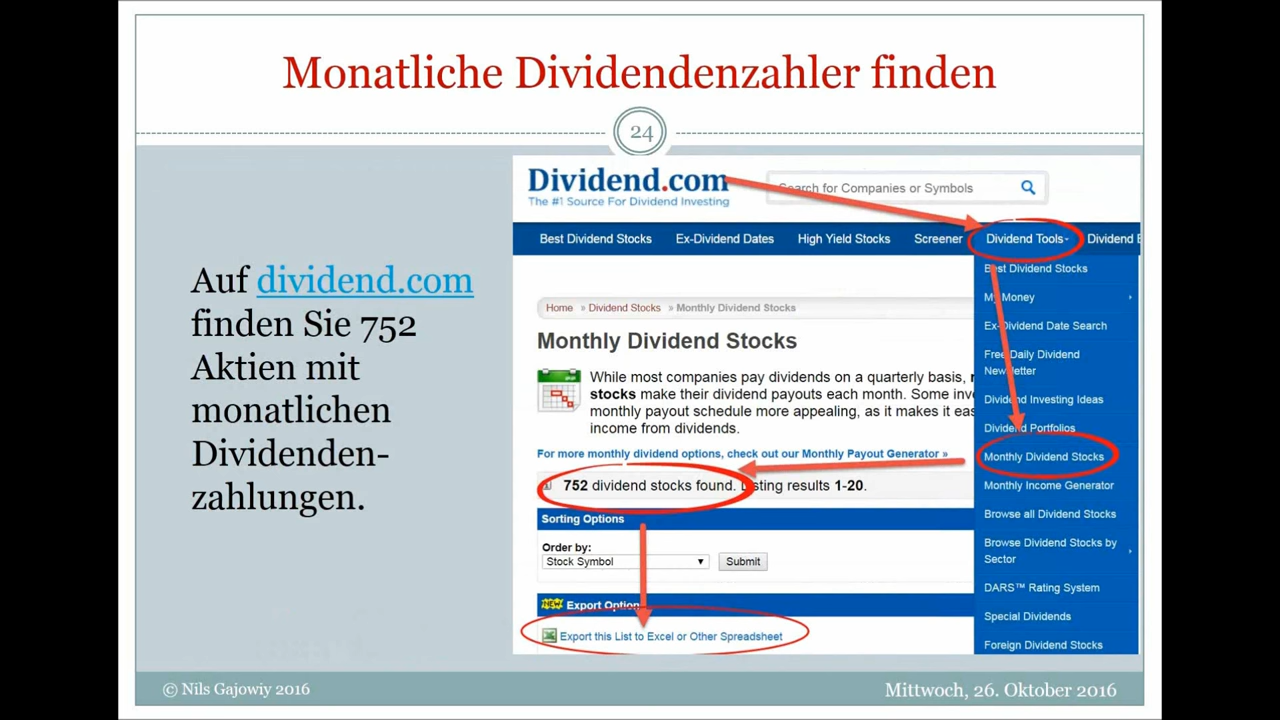 Monatliche Dividendenzahler finden
24
Auf dividend.com
finden Sie 752
Aktien mit
monatlichen
Dividenden-
zahlungen.
Dividend.com
The #1 Source For Dividend Investing
Search for Companies or Symbols
Best Dividend Stocks
Ex-Dividend Dates
High Yield Stocks
Screener
Dividend Tools
Dividend E
Home » Dividend Stocks » Monthly Dividend Stocks
Monthly Dividend Stocks
While most companies pay dividends on a quarterly basis,
stocks make their dividend payouts each month. Some inve
monthly payout schedule more appealing, as it makes it eas
income from dividends.
For more monthly dividend options, check out our Monthly Payout Generator »
752 dividend stocks found. Listing results 1-20.
Sorting Options
Order by:
Stock Symbol
Submit
NEW Export Options
Export this List to Excel or Other Spreadsheet
Best Dividend Stocks
My Money
Ex-Dividend Date Search
Free Daily Dividend
Newsletter
Dividend Investing Ideas
Dividend Portfolios
Monthly Dividend Stocks
Monthly Income Generator
Browse all Dividend Stocks
Browse Dividend Stocks by
Sector
DARS™ Rating System
Special Dividends
Foreign Dividend Stocks
© Nils Gajowiy 2016
Mittwoch, 26. Oktober 2016